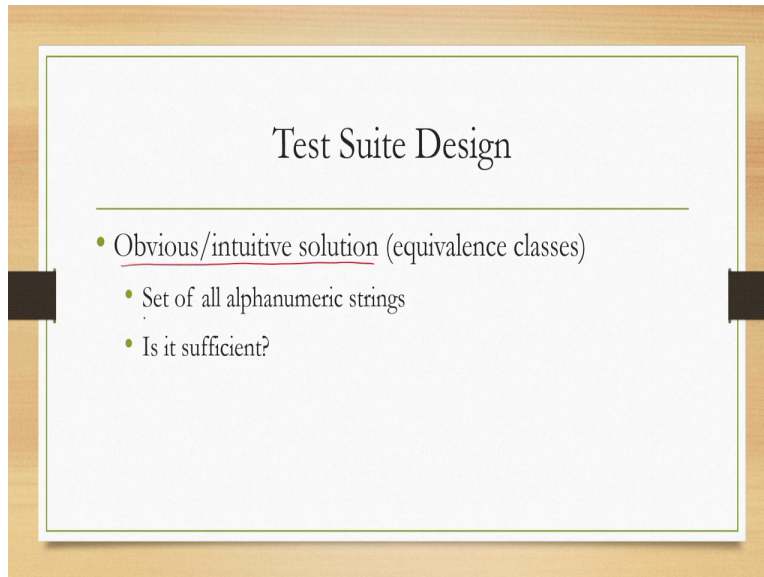 Test Suite Design
• Obvious/intuitive solution (equivalence classes)
• Set of all alphanumeric strings
• Is it sufficient?